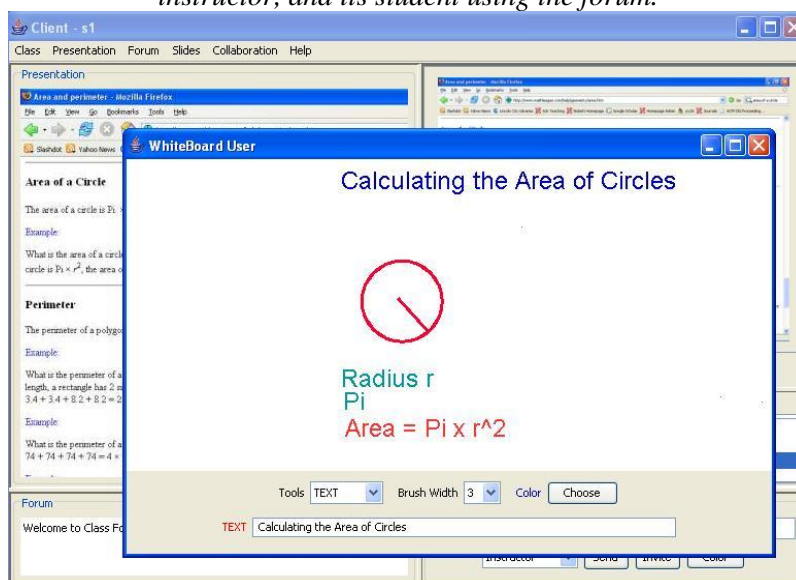 instructor, and its student using the forum.
Client - s1
Class Presentation Forum Slides Collaboration Help
Presentation
Area and perimeter - Mozilla Firefox
File Edit View Go Bookmarks Tools Help
Slashdot Yahoo News
Area of a Circle
The area of a circle is Pi ×
Example:
What is the area of a circle
circle is Pi × r², the area o
Perimeter
The perimeter of a polygo
Example:
What is the perimeter of a
length, a rectangle has 2
3.4 + 3.4 + 8.2 + 8.2 = 2
Example:
What is the perimeter of a
74 + 74 + 74 + 74 = 4 ×
WhiteBoard User
Calculating the Area of Circles
Radius r
Pi
Area = Pi x r^2
Tools TEXT Brush Width 3 Color Choose
TEXT Calculating the Area of Circles
Forum
Welcome to Class Fo
Instructor Send Invite Color